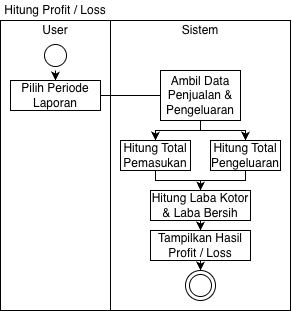 Hitung Profit / Loss
User
Sistem
Pilih Periode
Laporan
Ambil Data
Penjualan &
Pengeluaran
Hitung Total
Pemasukan
Hitung Total
Pengeluaran
Hitung Laba Kotor
& Laba Bersih
Tampilkan Hasil
Profit / Loss